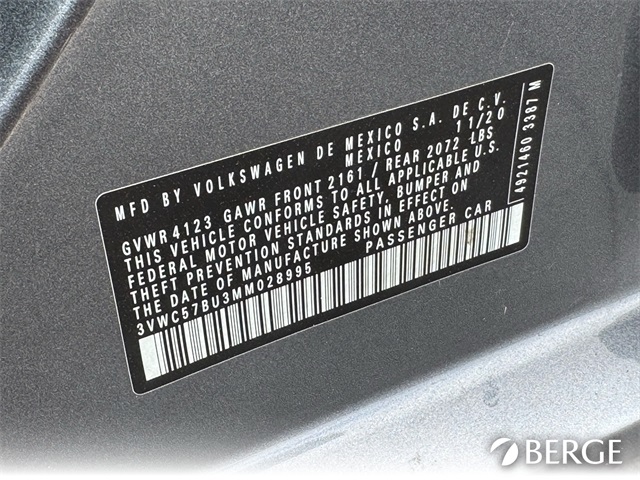 MFD BY VOLKSWAGEN DE MEXICO S.A. DE C.V.
MEXICO 11/20
GVWR 4123 GAWR FRONT 2161 / REAR 2072 LBS
THIS VEHICLE CONFORMS TO ALL APPLICABLE U.S.
FEDERAL MOTOR VEHICLE SAFETY, BUMPER AND
THEFT PREVENTION STANDARDS IN EFFECT ON
THE DATE OF MANUFACTURE SHOWN ABOVE.
3VWC57BU3MM028995 PASSENGER CAR
4921460 3387 M
BERGE